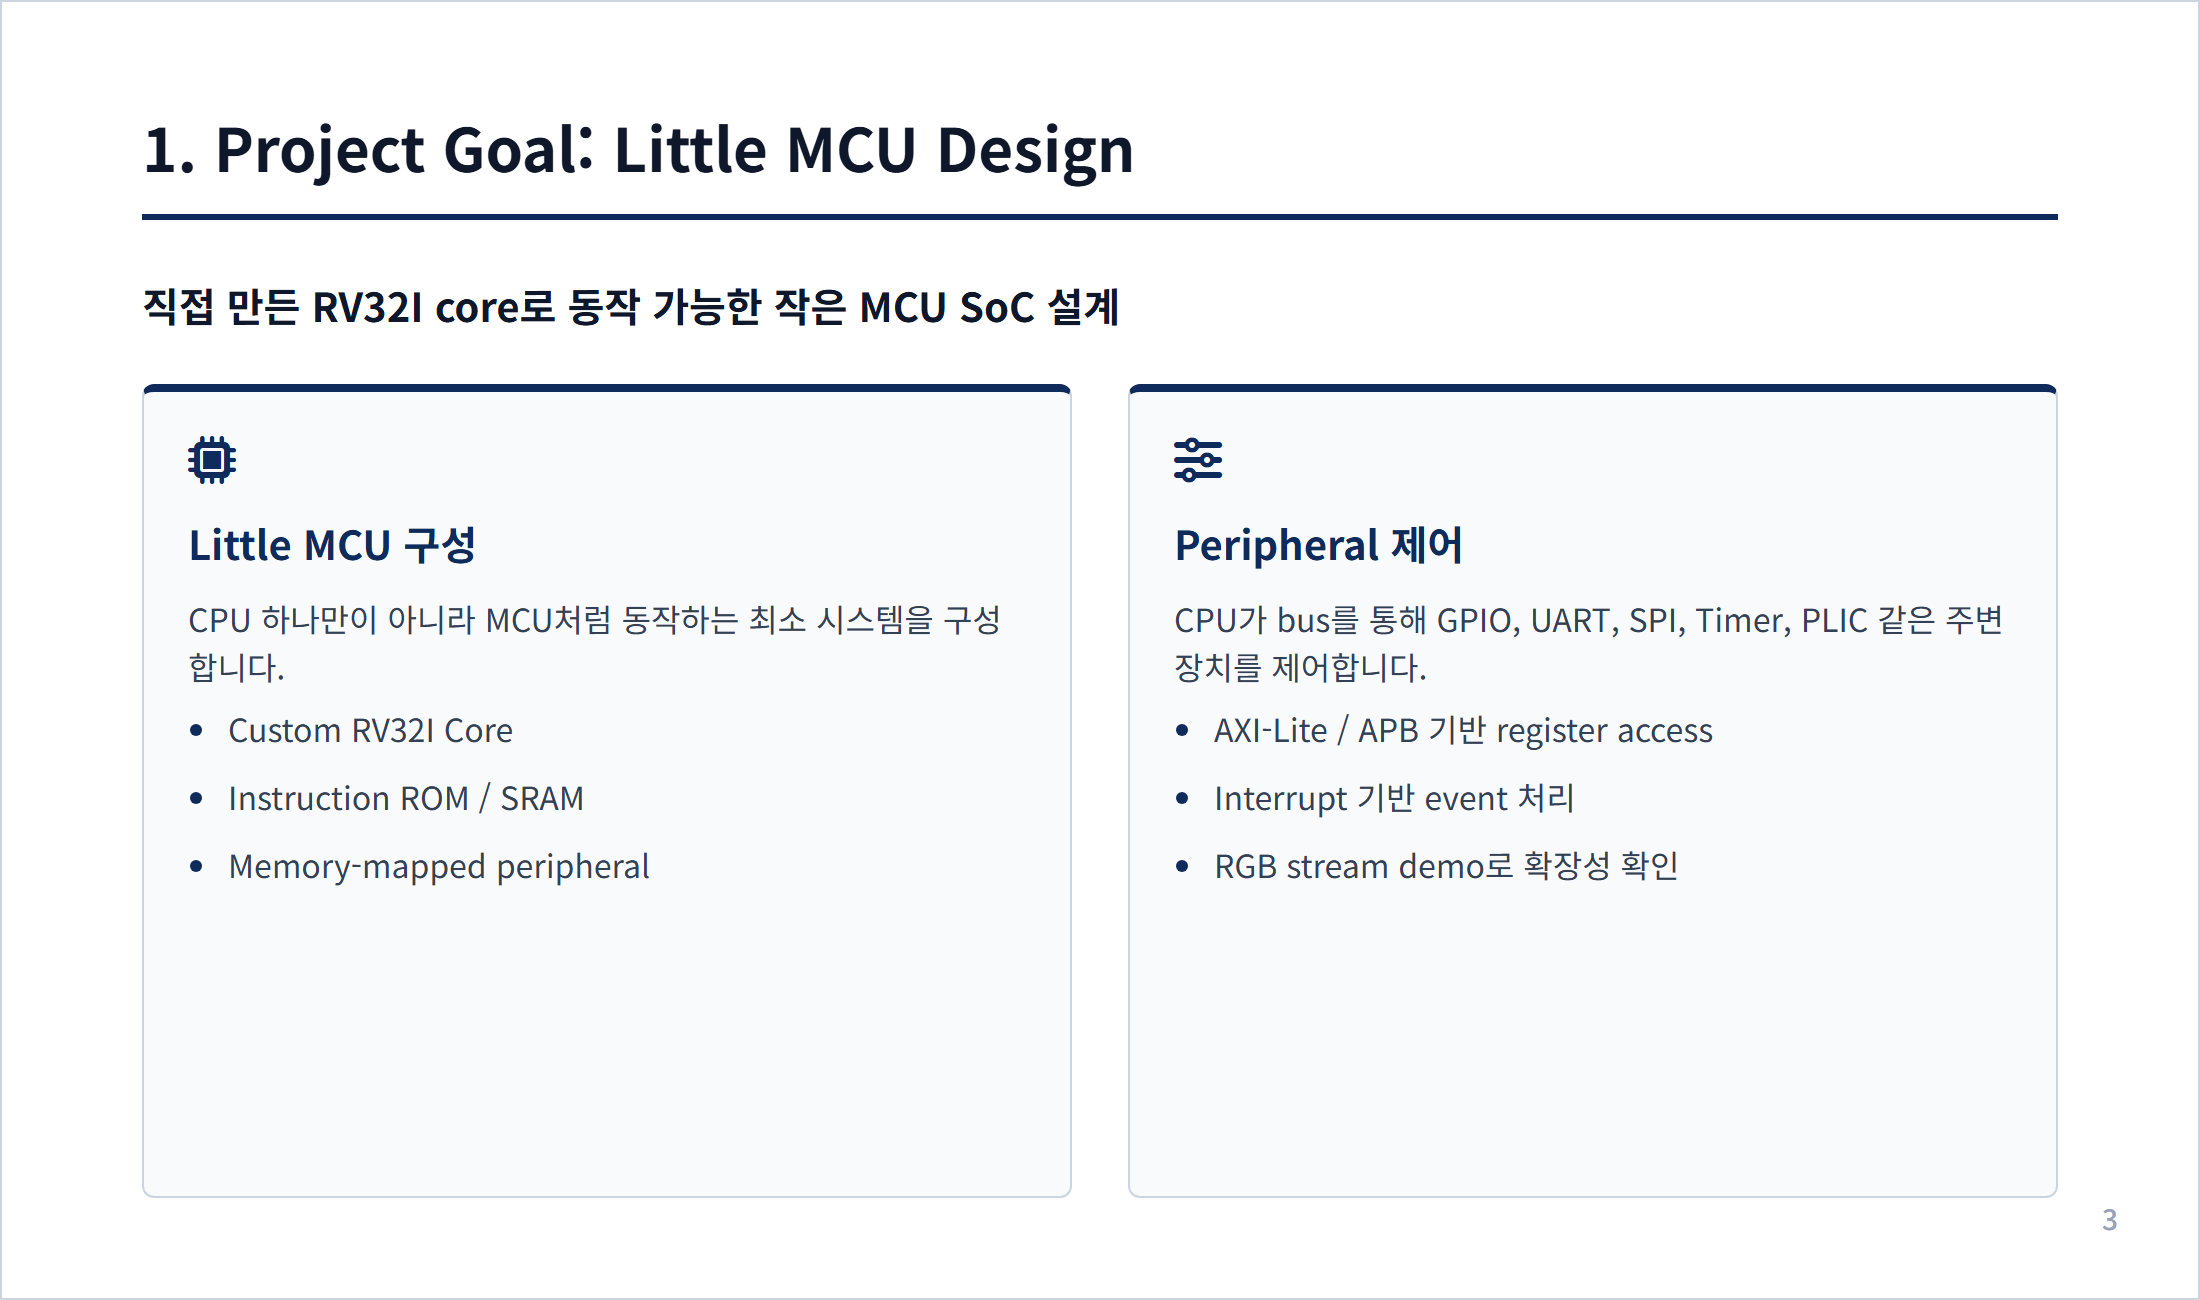 1. Project Goal: Little MCU Design
직접 만든 RV32I core로 동작 가능한 작은 MCU SoC 설계
Little MCU 구성
CPU 하나만이 아니라 MCU처럼 동작하는 최소 시스템을 구성
합니다.
• Custom RV32I Core
• Instruction ROM / SRAM
• Memory-mapped peripheral
Peripheral 제어
CPU가 bus를 통해 GPIO, UART, SPI, Timer, PLIC 같은 주변
장치를 제어합니다.
• AXI-Lite / APB 기반 register access
• Interrupt 기반 event 처리
• RGB stream demo로 확장성 확인
3